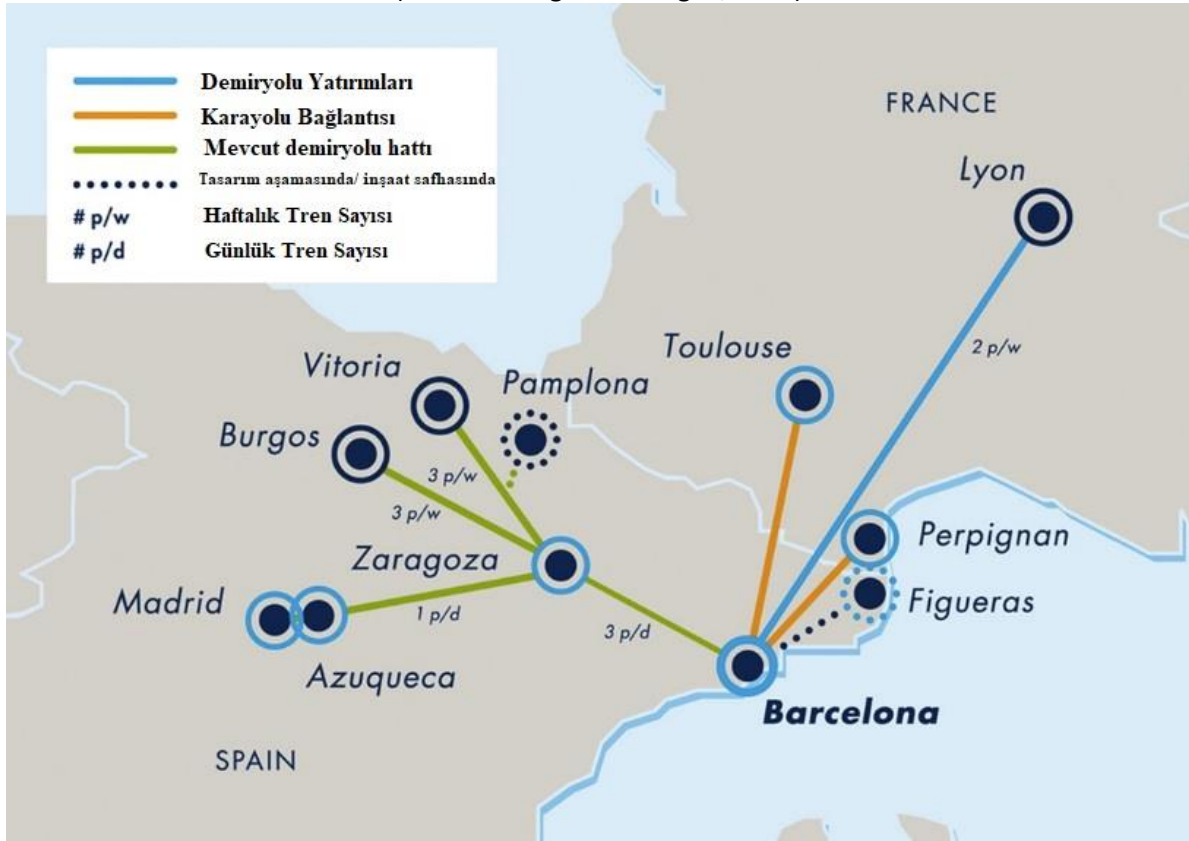 Demiryolu Yatırımları
Karayolu Bağlantısı
Mevcut demiryolu hattı
Tasarım aşamasında/ inşaat safhasında
# p/w Haftalık Tren Sayısı
# p/d Günlük Tren Sayısı
FRANCE
Lyon
2 p/w
Toulouse
Vitoria
Pamplona
Burgos
3 p/w
3 p/w
Zaragoza
Perpignan
Madrid
1 p/d
Figueras
3 p/d
Azuqueca
Barcelona
SPAIN